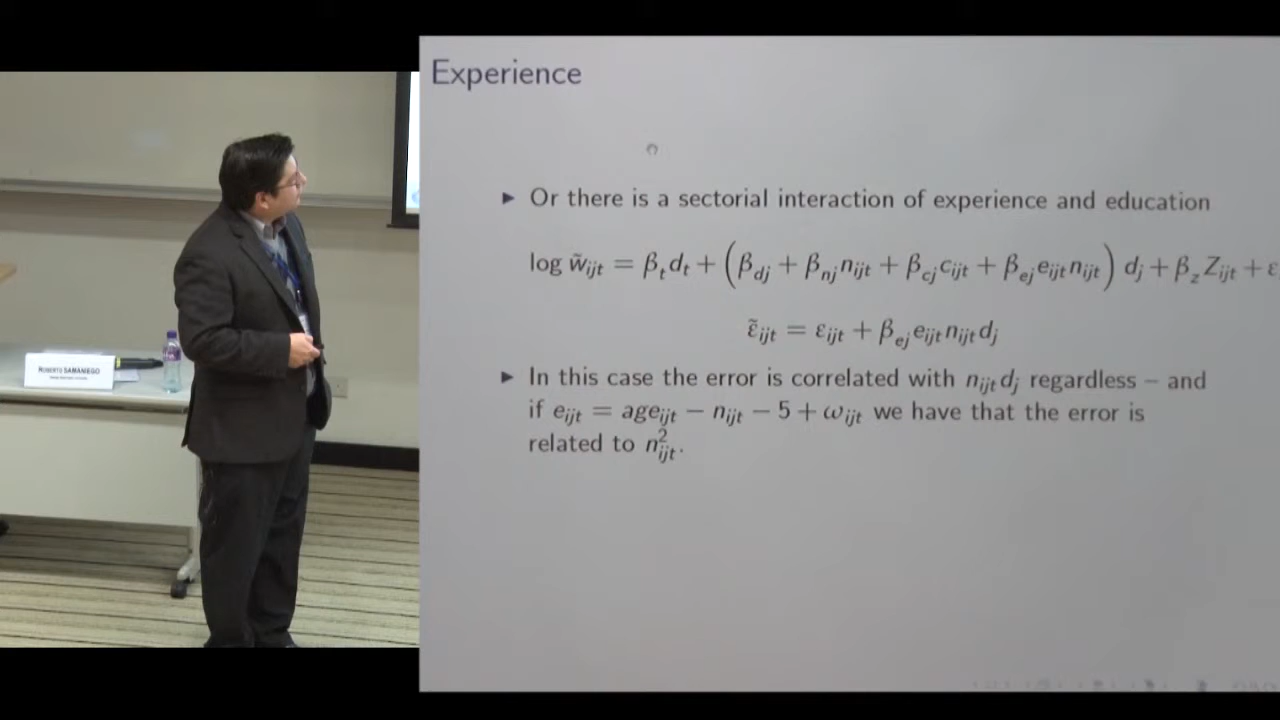 Experience
▶ Or there is a sectorial interaction of experience and education
log w̃ijt = βtdt + (βdj + βnjnijt + βcjcijt + βejeijtnijt) dj + βzZijt + ε
ε̃ijt = εijt + βejeijtnijtdj
▶ In this case the error is correlated with nijtdj regardless – and
if eijt = ageijt − nijt − 5 + ωijt we have that the error is
related to n²ijt.
ROBERTO SAMANIEGO